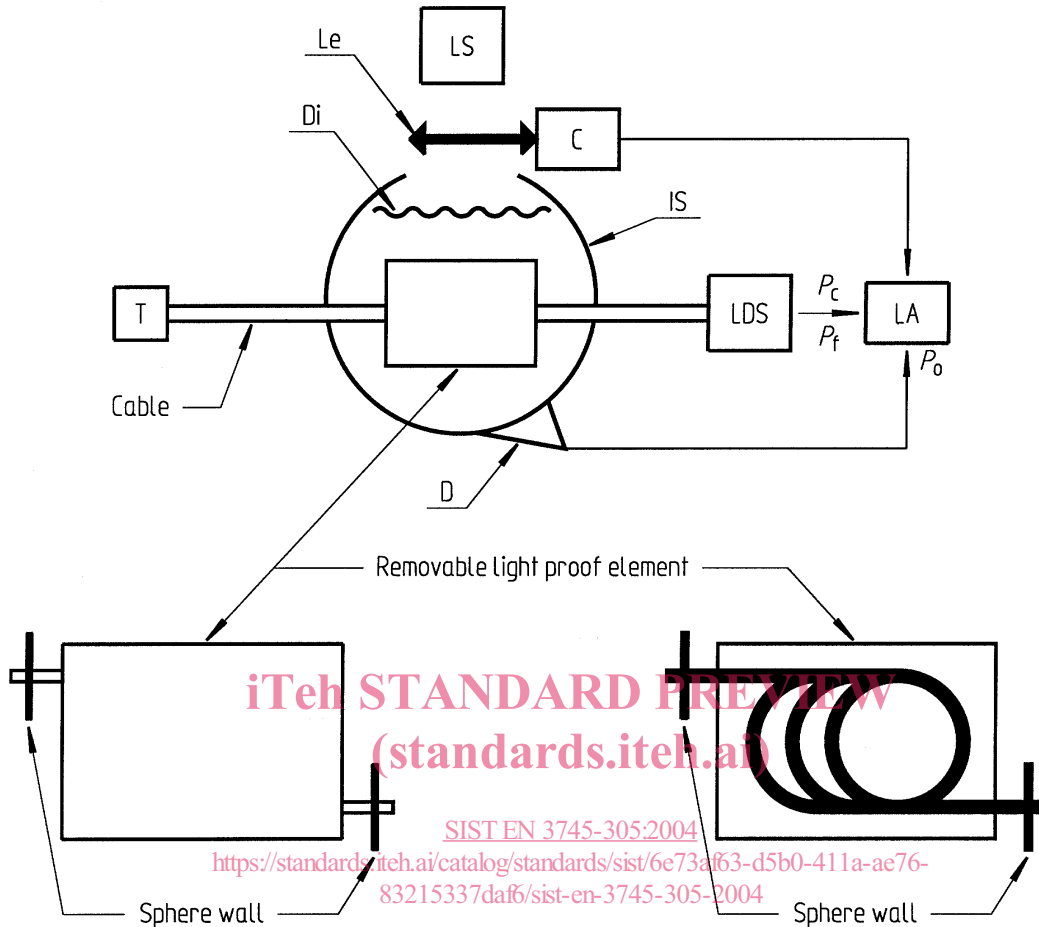 LS
Le
Di
C
IS
T
LDS
Pc
Pf
LA
Po
Cable
D
Removable light proof element
iTeh STANDARD PREVIEW
(standards.iteh.ai)
SIST EN 3745-305:2004
https://standards.iteh.ai/catalog/standards/sist/6e73af63-d5b0-411a-ae76-
83215337daf6/sist-en-3745-305-2004
Sphere wall
Sphere wall